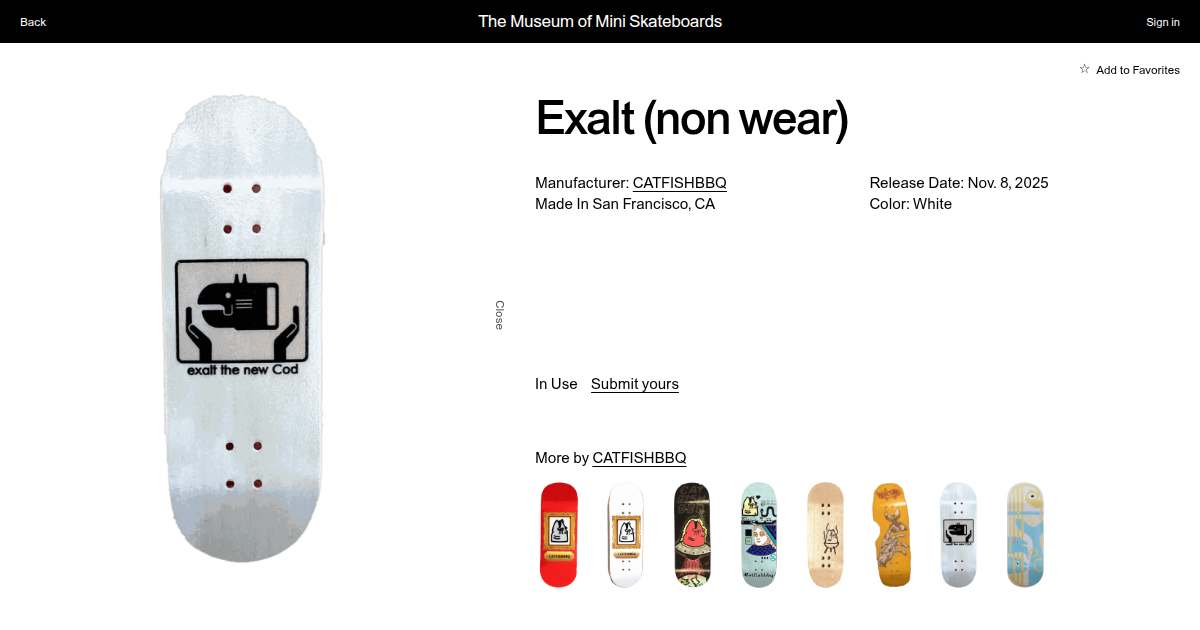 Back
The Museum of Mini Skateboards
Sign in
☆ Add to Favorites
Exalt (non wear)
Manufacturer: CATFISHBBQ
Made In San Francisco, CA
Release Date: Nov. 8, 2025
Color: White
exalt the new Cod
Close
In Use Submit yours
More by CATFISHBBQ